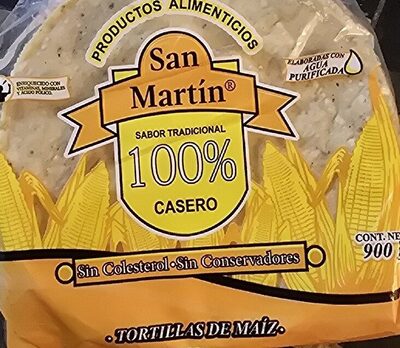 PRODUCTOS ALIMENTICIOS
San
Martín®
ENRIQUECIDO CON
VITAMINAS, MINERALES
Y ÁCIDO FÓLICO.
ELABORADAS CON
AGUA
PURIFICADA
SABOR TRADICIONAL
100%
CASERO
CONT. NE
900
Sin Colesterol · Sin Conservadores
· TORTILLAS DE MAÍZ ·